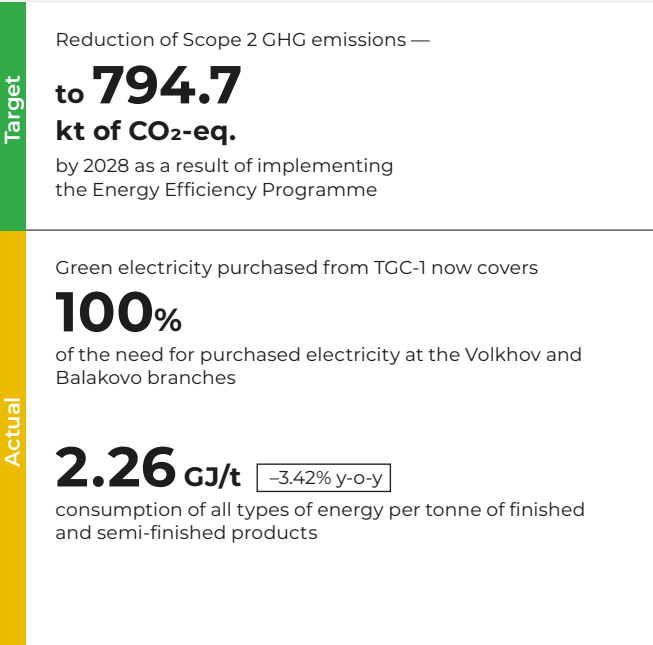 Target
Reduction of Scope 2 GHG emissions —
to 794.7
kt of CO₂-eq.
by 2028 as a result of implementing
the Energy Efficiency Programme
Actual
Green electricity purchased from TGC-1 now covers
100%
of the need for purchased electricity at the Volkhov and
Balakovo branches
2.26 GJ/t –3.42% y-o-y
consumption of all types of energy per tonne of finished
and semi-finished products